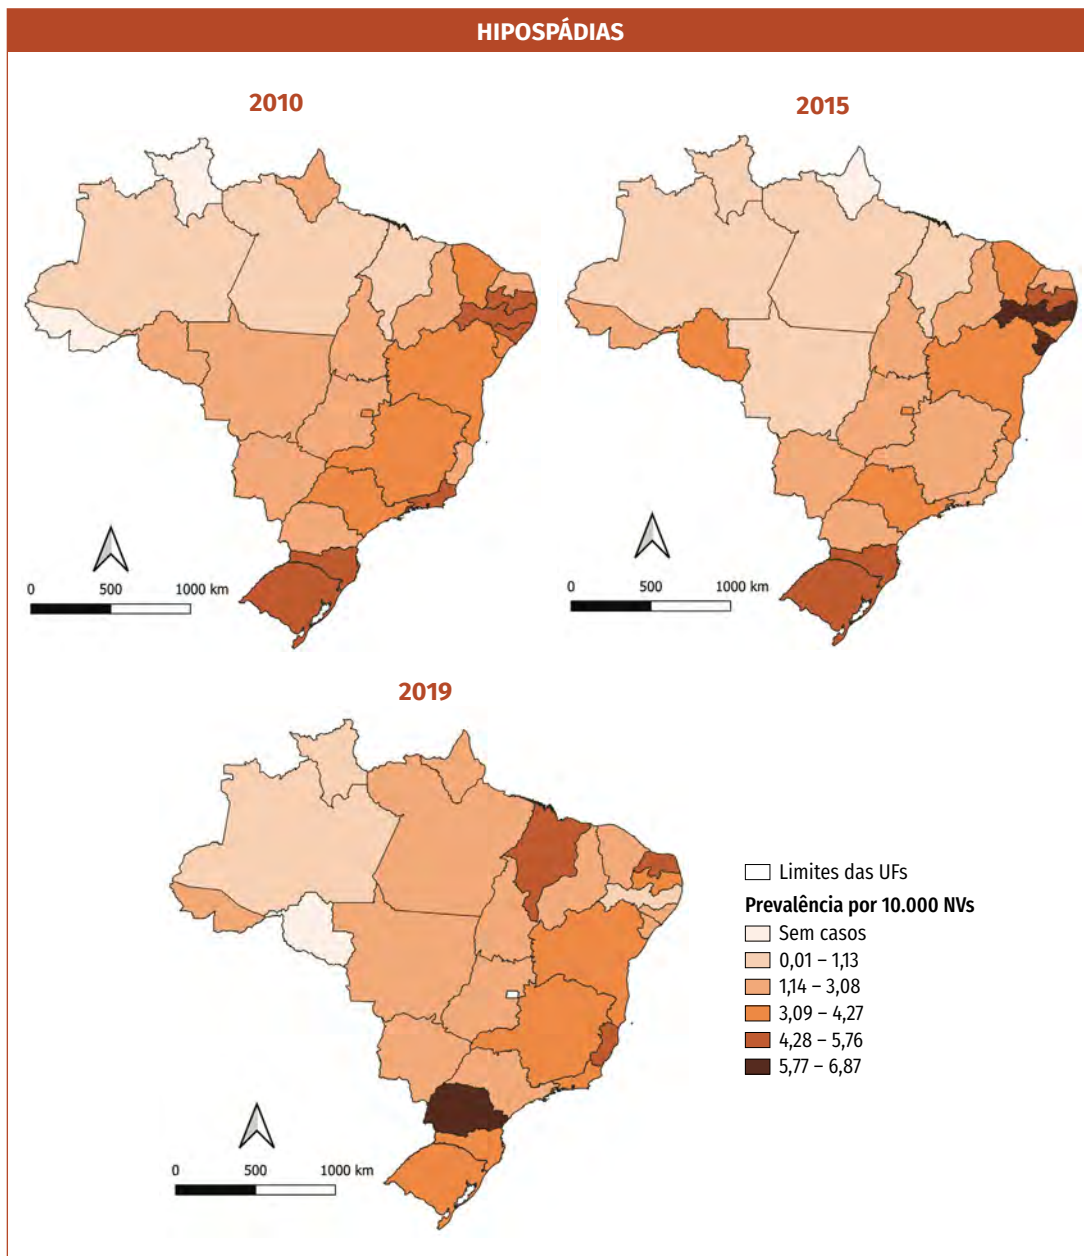 HIPOSPÁDIAS
2010
2015
0 500 1000 km
0 500 1000 km
2019
0 500 1000 km
Limites das UFs
Prevalência por 10.000 NVs
Sem casos
0,01 – 1,13
1,14 – 3,08
3,09 – 4,27
4,28 – 5,76
5,77 – 6,87